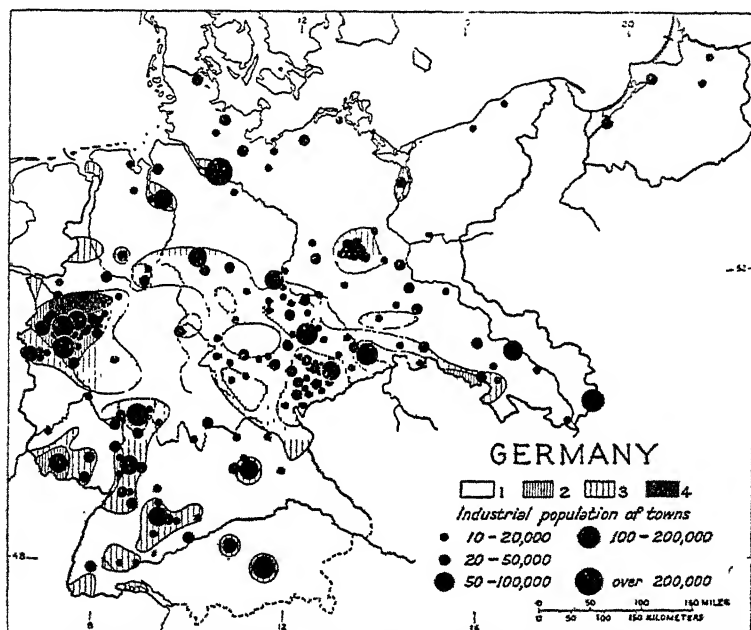 12
20
52
GERMANY
1 2 3 4
Industrial population of towns
10-20,000 100-200,000
20-50,000
50-100,000 over 200,000
48
0 50 100 150 MILES
0 50 100 150 KILOMETERS
8 12 16